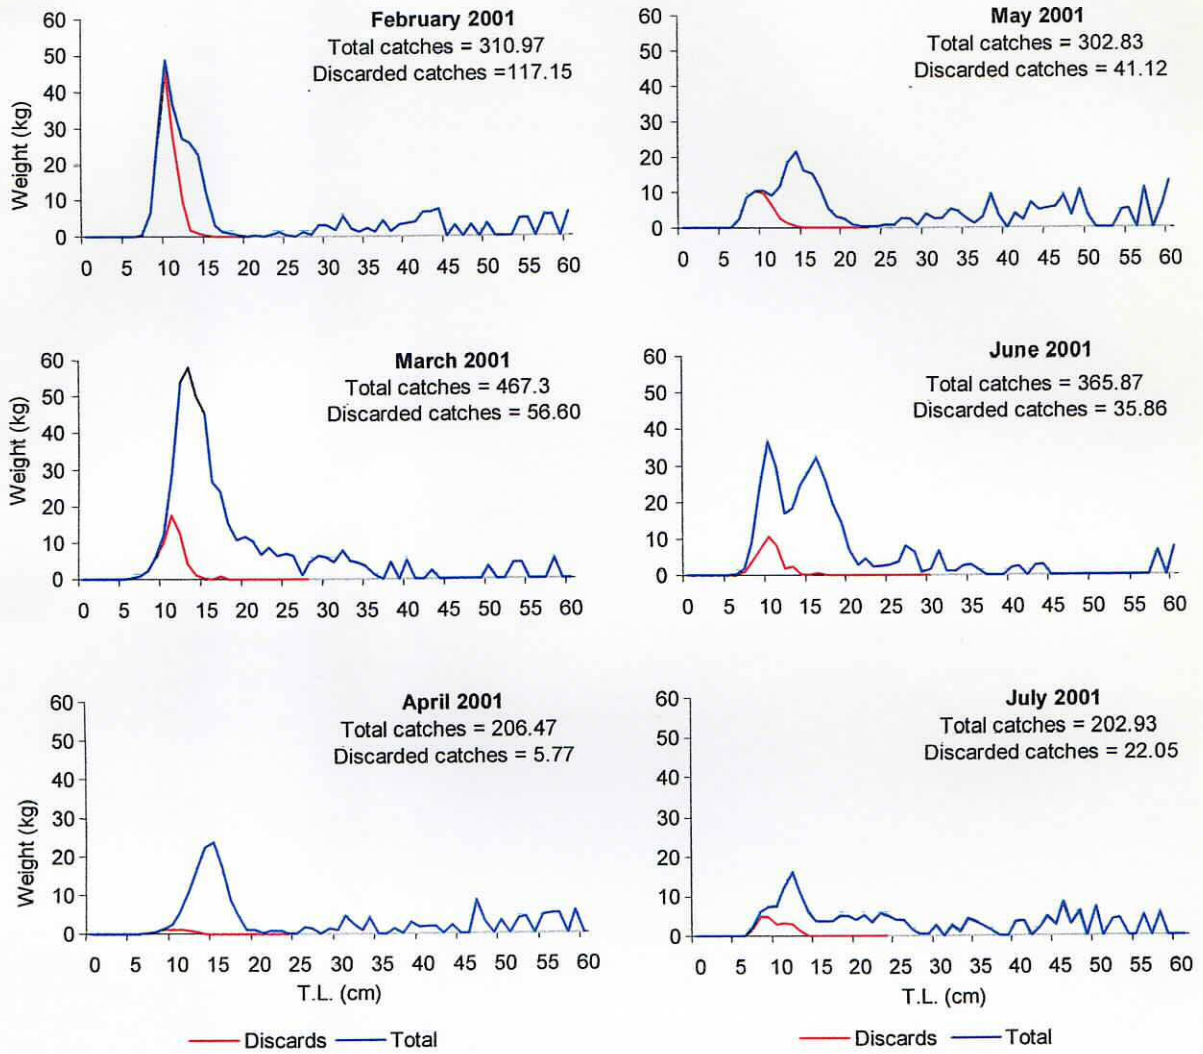 February 2001
Total catches = 310.97
Discarded catches =117.15
Weight (kg)
60
50
40
30
20
10
0
0 5 10 15 20 25 30 35 40 45 50 55 60
May 2001
Total catches = 302.83
Discarded catches = 41.12
60
50
40
30
20
10
0
0 5 10 15 20 25 30 35 40 45 50 55 60
March 2001
Total catches = 467.3
Discarded catches = 56.60
Weight (kg)
60
50
40
30
20
10
0
0 5 10 15 20 25 30 35 40 45 50 55 60
June 2001
Total catches = 365.87
Discarded catches = 35.86
60
50
40
30
20
10
0
0 5 10 15 20 25 30 35 40 45 50 55 60
April 2001
Total catches = 206.47
Discarded catches = 5.77
Weight (kg)
60
50
40
30
20
10
0
0 5 10 15 20 25 30 35 40 45 50 55 60
T.L. (cm)
Discards Total
July 2001
Total catches = 202.93
Discarded catches = 22.05
60
50
40
30
20
10
0
0 5 10 15 20 25 30 35 40 45 50 55 60
T.L. (cm)
Discards Total